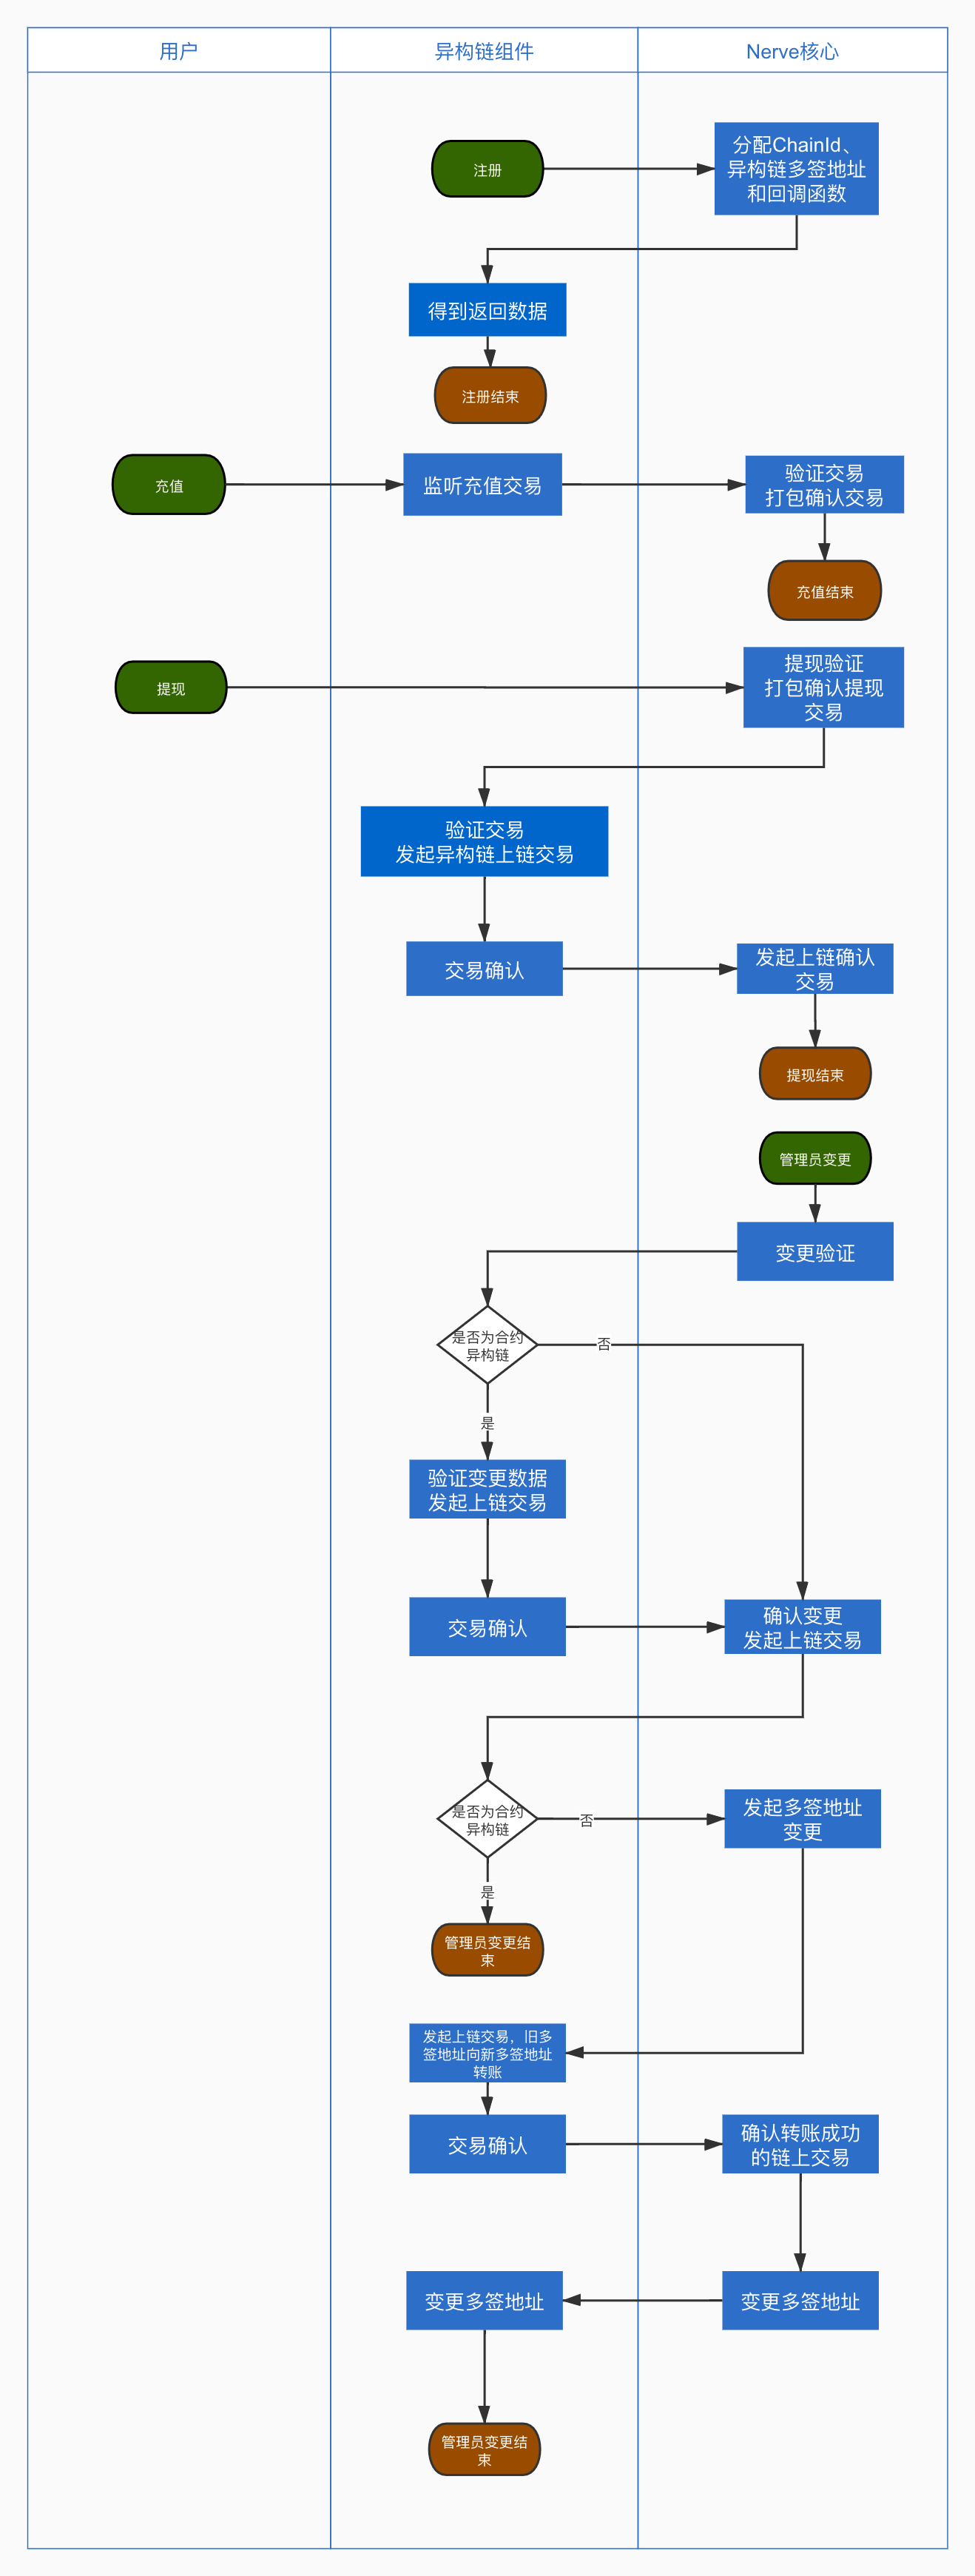 用户
异构链组件
Nerve核心
注册
分配ChainId、
异构链多签地址
和回调函数
得到返回数据
注册结束
充值
监听充值交易
验证交易
打包确认交易
充值结束
提现
提现验证
打包确认提现
交易
验证交易
发起异构链上链交易
交易确认
发起上链确认
交易
提现结束
管理员变更
变更验证
是否为合约
异构链
否
是
验证变更数据
发起上链交易
交易确认
确认变更
发起上链交易
是否为合约
异构链
否
发起多签地址
变更
是
管理员变更结
束
发起上链交易，旧多
签地址向新多签地址
转账
交易确认
确认转账成功
的链上交易
变更多签地址
变更多签地址
管理员变更结
束